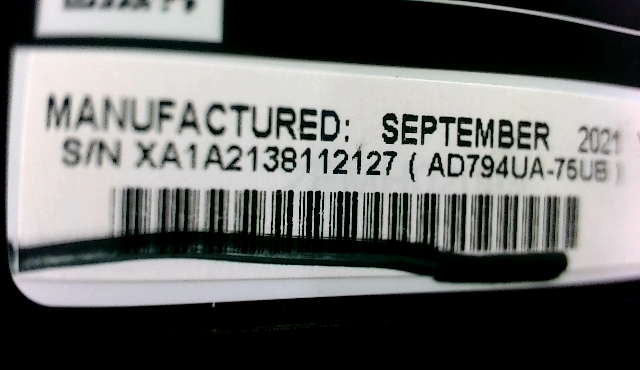 MANUFACTURED: SEPTEMBER 2021
S/N XA1A2138112127 ( AD794UA-75UB )